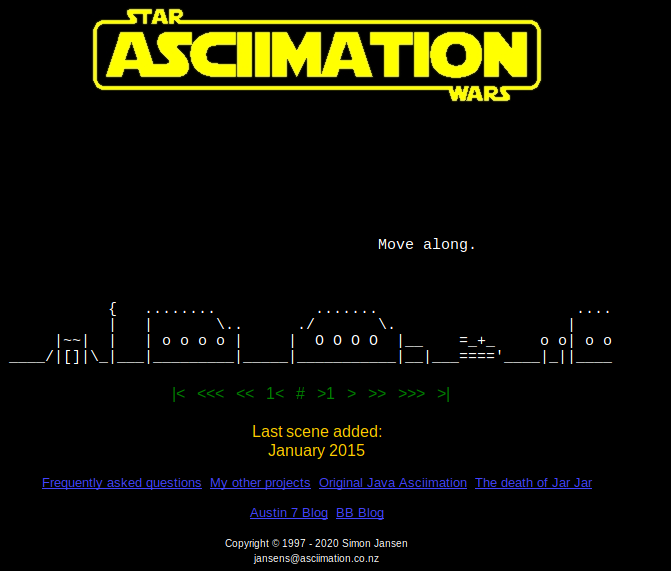 STAR
ASCIIMATION
WARS
Move along.
            {   ........           .......                      ....
            |   |       \..      ./       \.                   |
     |~~|  |   | o o o o |     |  O O O O  |__    =_+_     o o| o o
____/|[]|\_|___|_________|_____|___________|__|___===='____|_||____
|< <<< << 1< # >1 > >> >>> >|
Last scene added:
January 2015
Frequently asked questions My other projects Original Java Asciimation The death of Jar Jar
Austin 7 Blog BB Blog
Copyright © 1997 - 2020 Simon Jansen
jansens@asciimation.co.nz